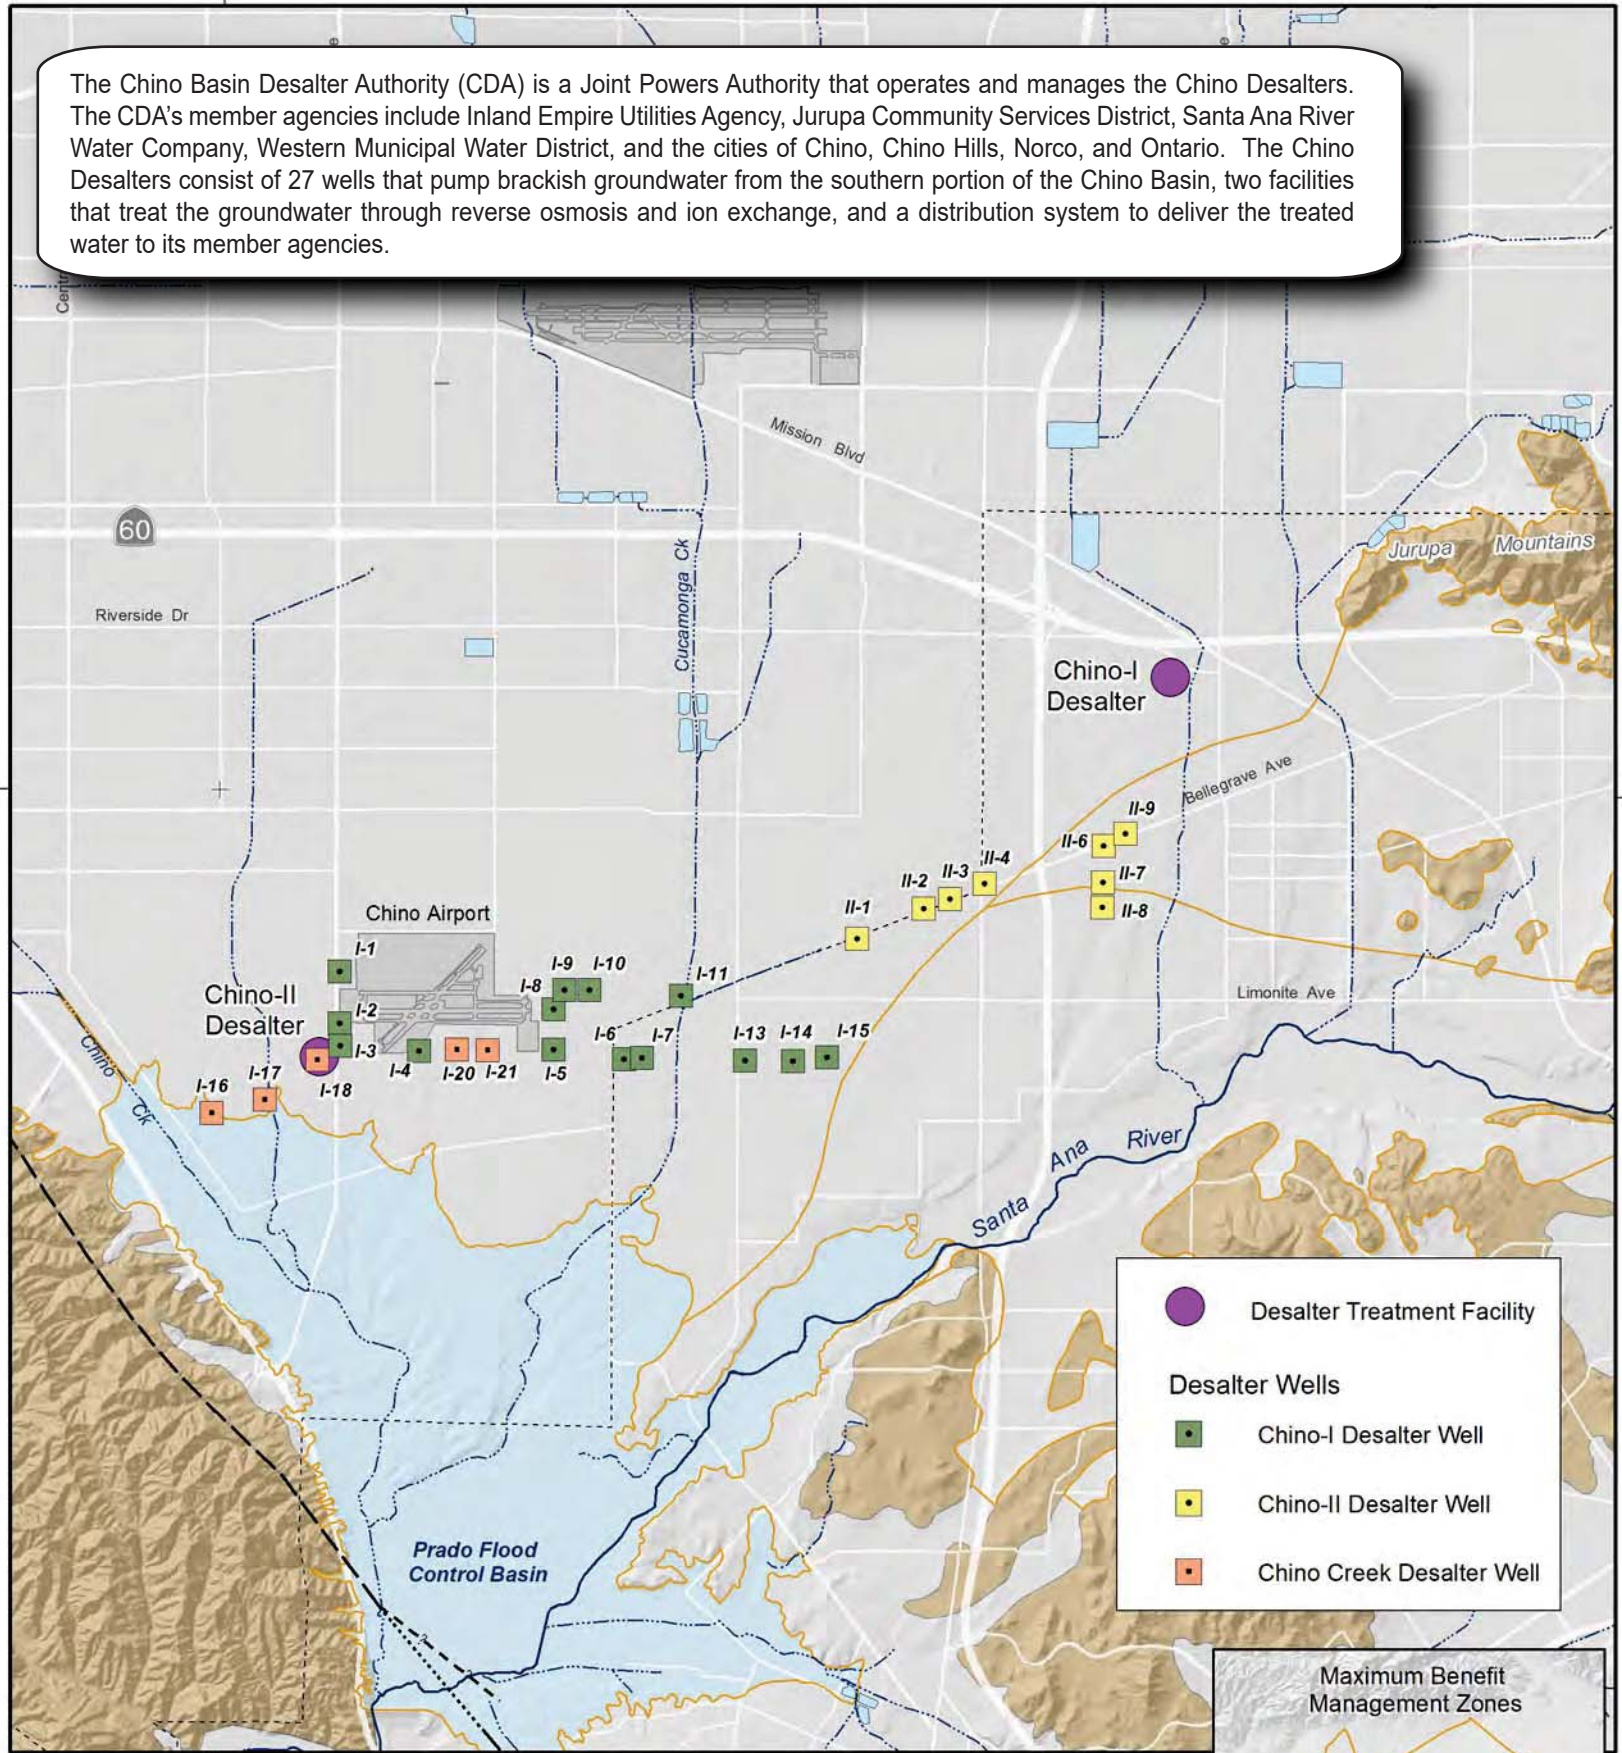 The Chino Basin Desalter Authority (CDA) is a Joint Powers Authority that operates and manages the Chino Desalters.
The CDA's member agencies include Inland Empire Utilities Agency, Jurupa Community Services District, Santa Ana River
Water Company, Western Municipal Water District, and the cities of Chino, Chino Hills, Norco, and Ontario. The Chino
Desalters consist of 27 wells that pump brackish groundwater from the southern portion of the Chino Basin, two facilities
that treat the groundwater through reverse osmosis and ion exchange, and a distribution system to deliver the treated
water to its member agencies.
Mission Blvd
60
Cucamonga Ck
Jurupa Mountains
Riverside Dr
Chino-I
Desalter
Bellegrave Ave
II-9
II-6
II-4
II-3
II-2
II-7
II-8
II-1
Chino Airport
I-1
I-9
I-10
I-11
I-8
Chino-II
Desalter
Limonite Ave
I-2
I-6
I-7
I-13
I-14
I-15
I-3
I-4
I-20
I-21
I-5
I-16
I-17
I-18
Chino
Ck
Santa Ana River
Desalter Treatment Facility
Desalter Wells
Chino-I Desalter Well
Chino-II Desalter Well
Chino Creek Desalter Well
Prado Flood
Control Basin
Maximum Benefit
Management Zones